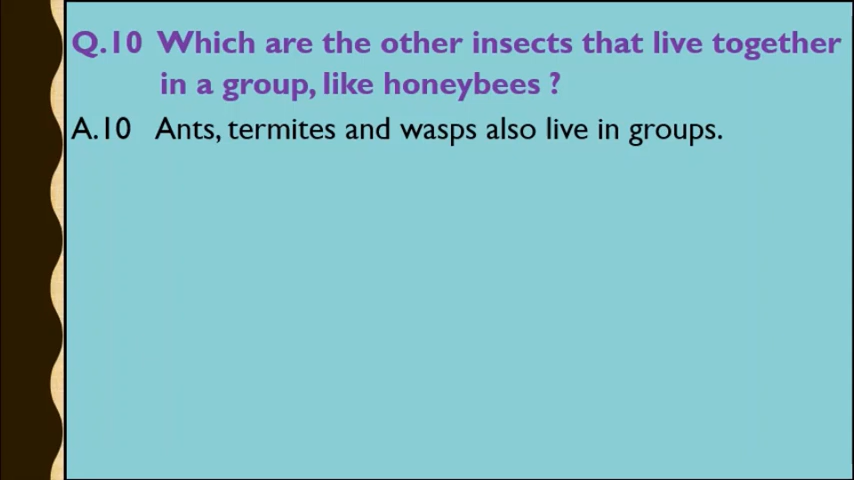 Q.10 Which are the other insects that live together
in a group, like honeybees ?
A.10 Ants, termites and wasps also live in groups.